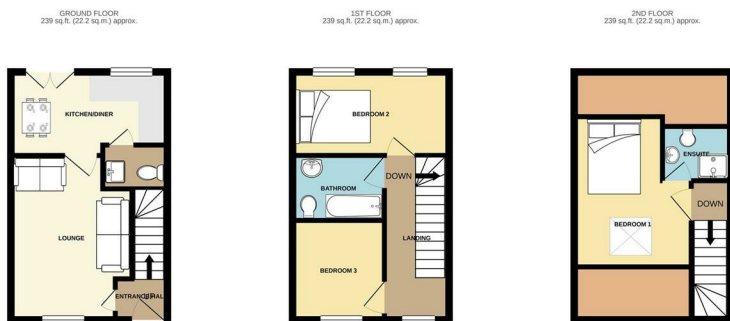 GROUND FLOOR
239 sq.ft. (22.2 sq.m.) approx.
1ST FLOOR
239 sq.ft. (22.2 sq.m.) approx.
2ND FLOOR
239 sq.ft. (22.2 sq.m.) approx.
KITCHEN/DINER
LOUNGE
ENTRANCE HALL
UP
BEDROOM 2
BATHROOM
DOWN
LANDING
BEDROOM 3
ENSUITE
DOWN
BEDROOM 1